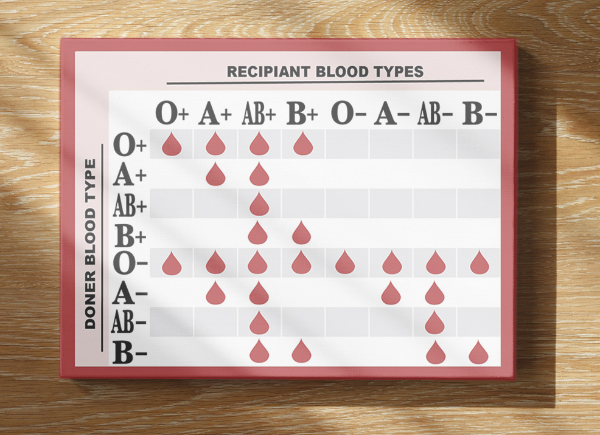 RECIPIANT BLOOD TYPES
O+ A+ AB+ B+ O- A- AB- B-
DONER BLOOD TYPE
O+
A+
AB+
B+
O-
A-
AB-
B-